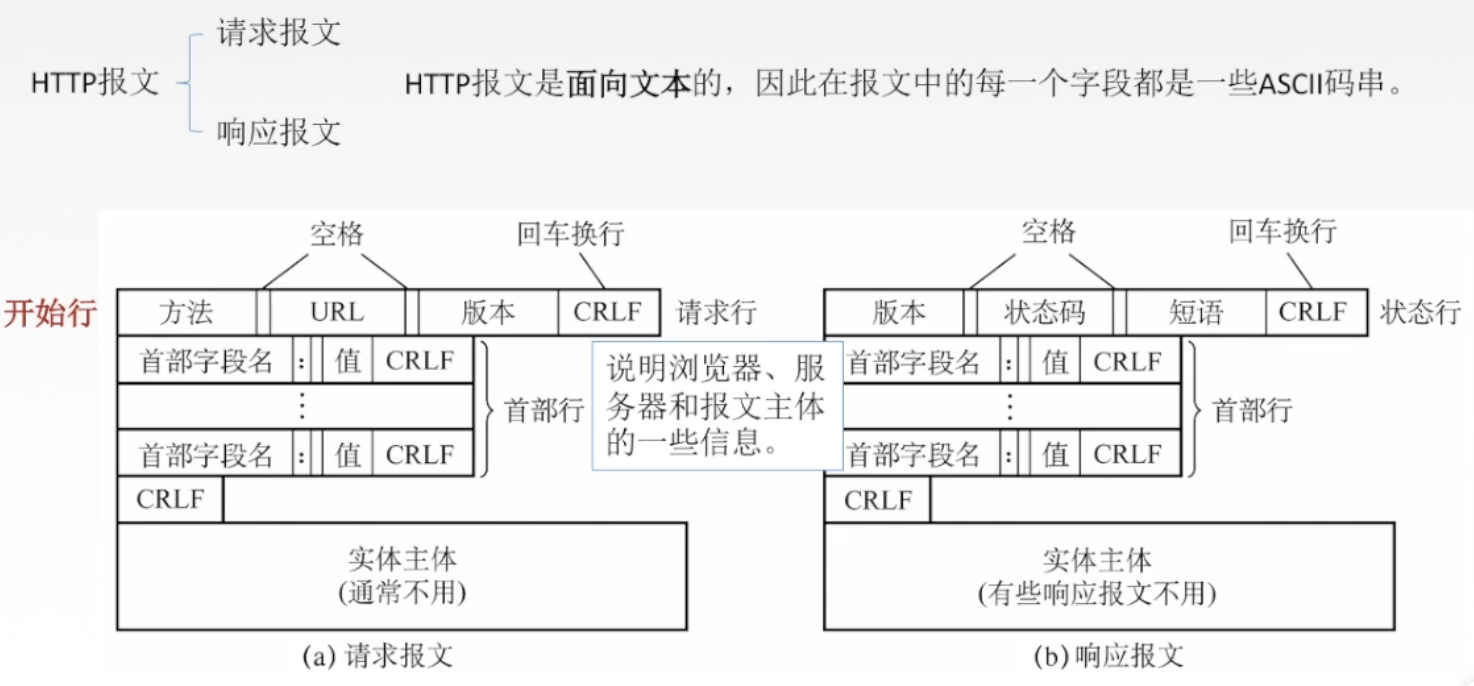 请求报文
HTTP报文
HTTP报文是面向文本的，因此在报文中的每一个字段都是一些ASCII码串。
响应报文
空格
回车换行
开始行
方法 URL 版本 CRLF 请求行
首部字段名 : 值 CRLF
⋮
首部行
首部字段名 : 值 CRLF
CRLF
实体主体
(通常不用)
(a) 请求报文
说明浏览器、服
务器和报文主体
的一些信息。
空格
回车换行
版本 状态码 短语 CRLF 状态行
首部字段名 : 值 CRLF
⋮
首部行
首部字段名 : 值 CRLF
CRLF
实体主体
(有些响应报文不用)
(b) 响应报文